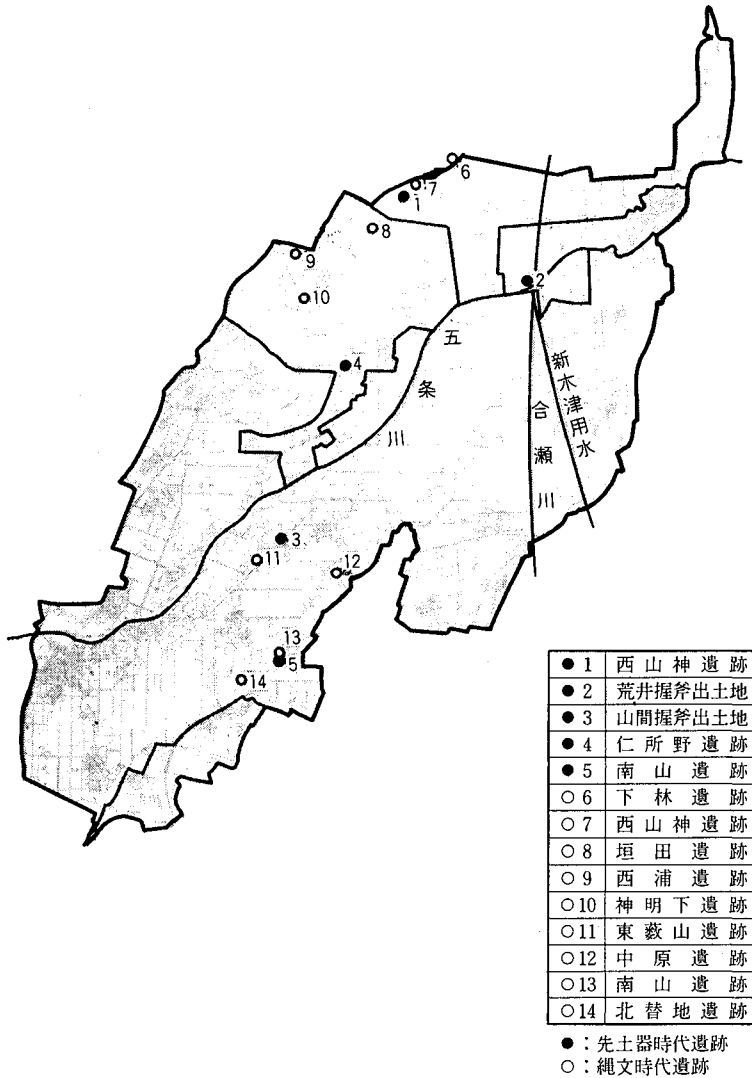 6
7
1
8
9
2
10
4
五条川
新木津用水
合瀬川
3
11
12
13
5
14
● 1 西山神遺跡
● 2 荒井握斧出土地
● 3 山間握斧出土地
● 4 仁所野遺跡
● 5 南山遺跡
○ 6 下林遺跡
○ 7 西山神遺跡
○ 8 垣田遺跡
○ 9 西浦遺跡
○ 10 神明下遺跡
○ 11 東薮山遺跡
○ 12 中原遺跡
○ 13 南山遺跡
○ 14 北替地遺跡
●：先土器時代遺跡
○：縄文時代遺跡